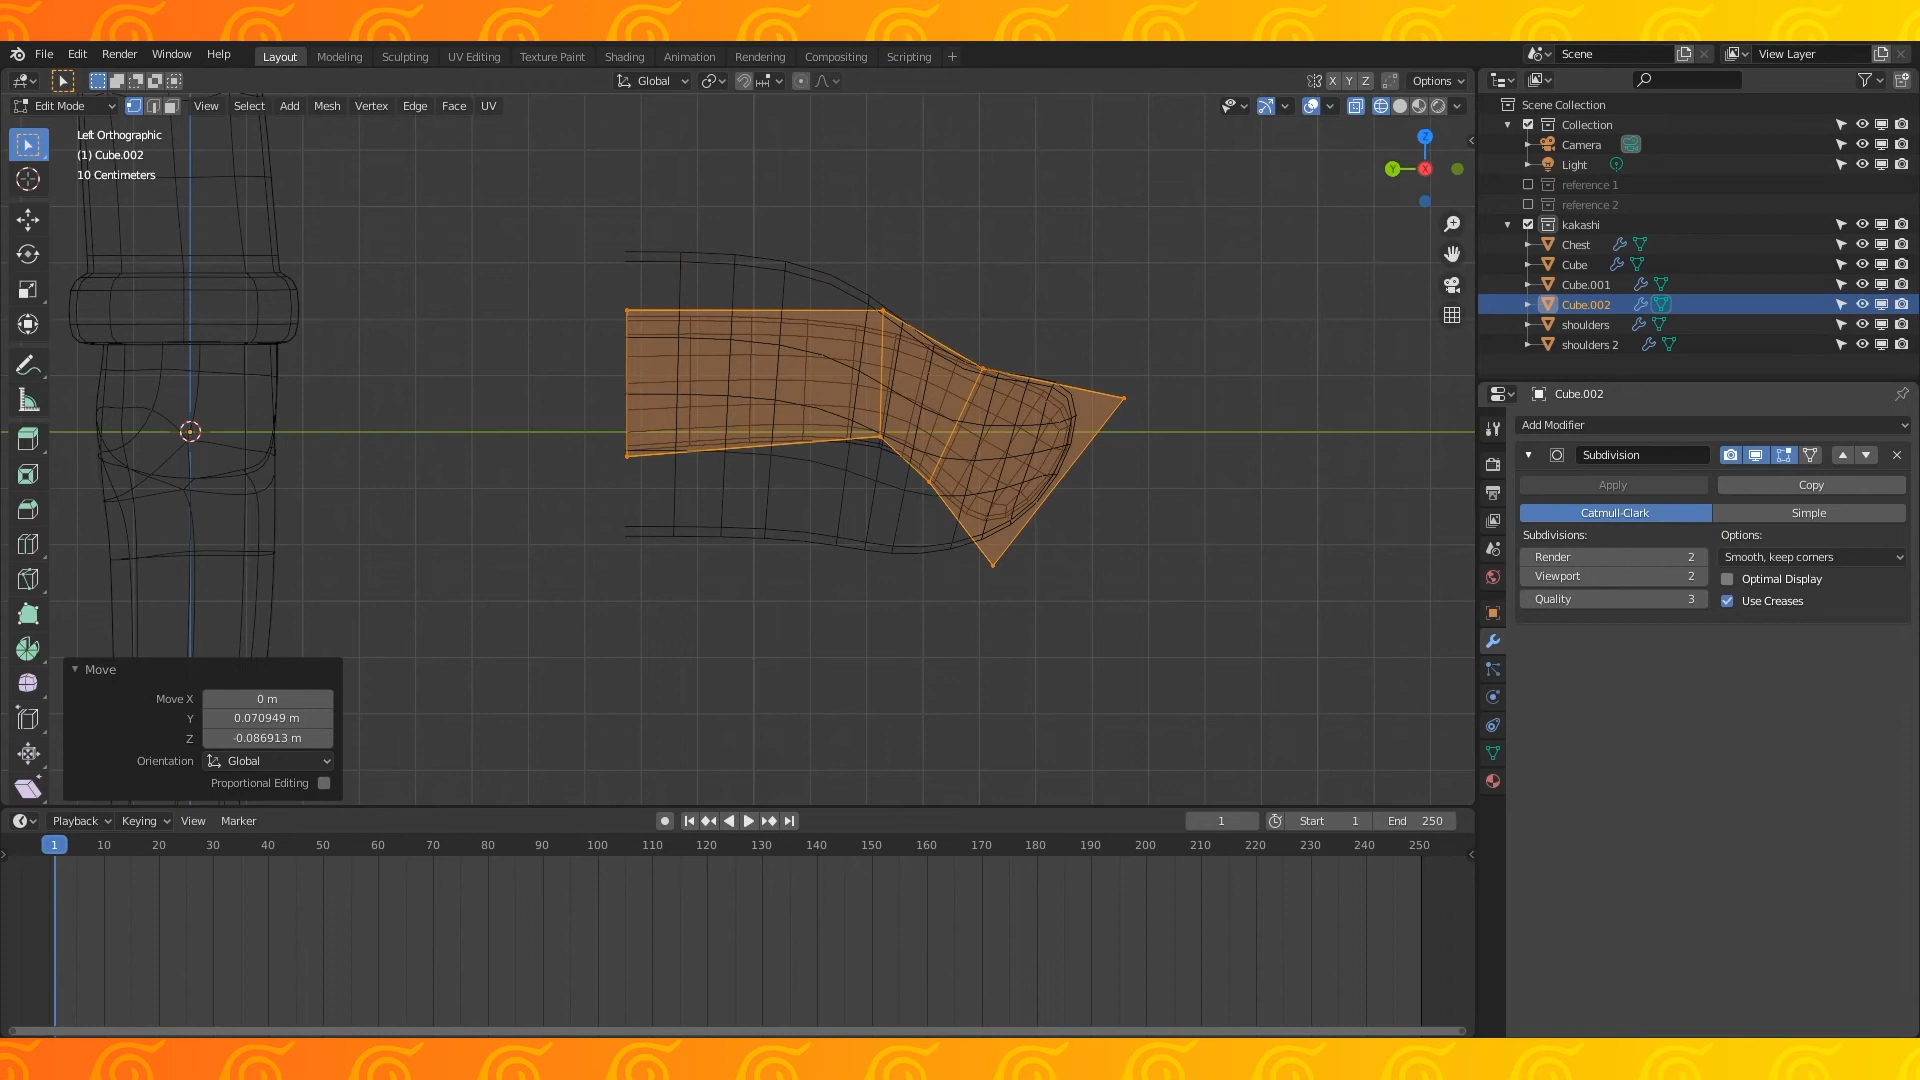 File Edit Render Window Help Layout Modeling Sculpting UV Editing Texture Paint Shading Animation Rendering Compositing Scripting + Scene View Layer
Global X Y Z Options
Edit Mode View Select Add Mesh Vertex Edge Face UV
Left Orthographic
(1) Cube.002
10 Centimeters
Z
Y X
Scene Collection
Collection
Camera
Light
reference 1
reference 2
kakashi
Chest
Cube
Cube.001
Cube.002
shoulders
shoulders 2
Cube.002
Add Modifier
Subdivision
Apply Copy
Catmull-Clark Simple
Subdivisions: Options:
Render 2 Smooth, keep corners
Viewport 2 Optimal Display
Quality 3 Use Creases
Move
Move X 0 m
Y 0.070949 m
Z -0.086913 m
Orientation Global
Proportional Editing
Playback Keying View Marker 1 Start 1 End 250
1 10 20 30 40 50 60 70 80 90 100 110 120 130 140 150 160 170 180 190 200 210 220 230 240 250